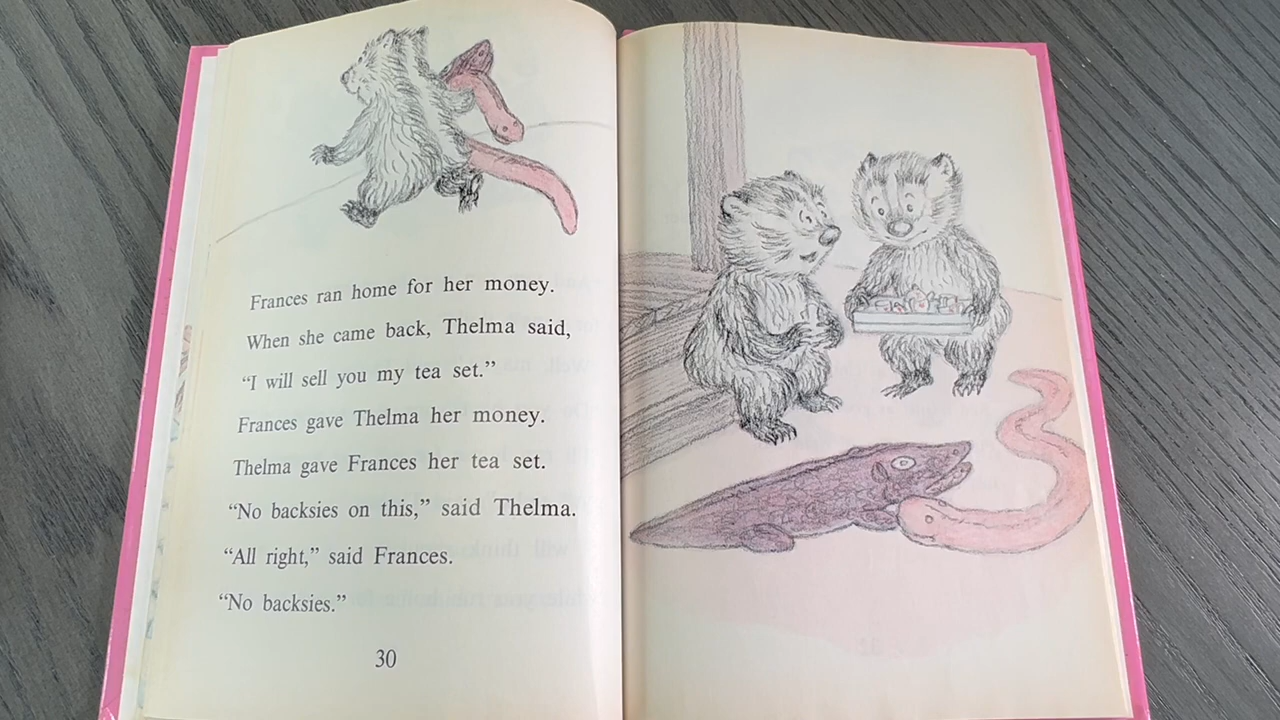 Frances ran home for her money.
When she came back, Thelma said,
“I will sell you my tea set.”
Frances gave Thelma her money.
Thelma gave Frances her tea set.
“No backsies on this,” said Thelma.
“All right,” said Frances.
“No backsies.”
30